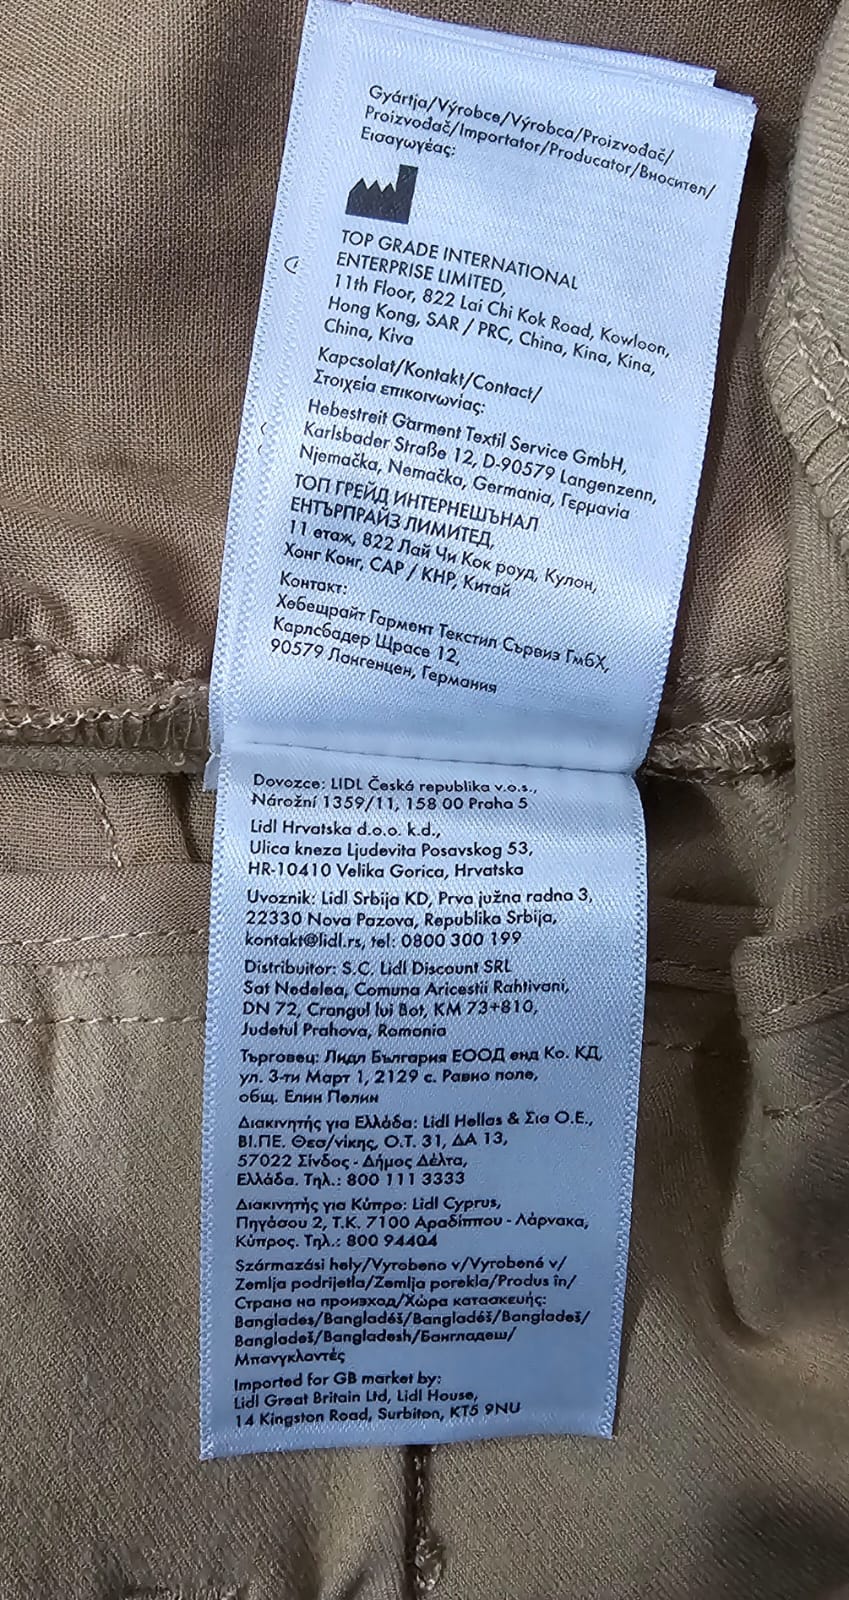 Gyártja/Výrobce/Výrobca/Proizvođač/
Proizvođač/Importator/Producator/Вносител/
Εισαγωγέας:
TOP GRADE INTERNATIONAL
ENTERPRISE LIMITED,
11th Floor, 822 Lai Chi Kok Road, Kowloon,
Hong Kong, SAR / PRC, China, Kina, Kina,
China, Kiva
Kapcsolat/Kontakt/Contact/
Στοιχεία επικοινωνίας:
Hebestreit Garment Textil Service GmbH,
Karlsbader Straße 12, D-90579 Langenzenn,
Njemačka, Nemačka, Germania, Γερμανία
ТОП ГРЕЙД ИНТЕРНЕШЪНАЛ
ЕНТЪРПРАЙЗ ЛИМИТЕД,
11 етаж, 822 Лай Чи Кок роуд, Кулон,
Хонг Конг, САР / КНР, Китай
Контакт:
Хебещрайт Гармент Текстил Сървиз ГмбХ,
Карлсбадер Щрасе 12,
90579 Лангенцен, Германия
Dovozce: LIDL Česká republika v.o.s.,
Nárožní 1359/11, 158 00 Praha 5
Lidl Hrvatska d.o.o. k.d.,
Ulica kneza Ljudevita Posavskog 53,
HR-10410 Velika Gorica, Hrvatska
Uvoznik: Lidl Srbija KD, Prva južna radna 3,
22330 Nova Pazova, Republika Srbija,
kontakt@lidl.rs, tel: 0800 300 199
Distribuitor: S.C. Lidl Discount SRL
Sat Nedelea, Comuna Aricestii Rahtivani,
DN 72, Crangul lui Bot, KM 73+810,
Judetul Prahova, Romania
Търговец: Лидл България ЕООД енд Ко. КД,
ул. 3-ти Март 1, 2129 с. Равно поле,
общ. Елин Пелин
Διακινητής για Ελλάδα: Lidl Hellas & Σια Ο.Ε.,
ΒΙ.ΠΕ. Θεσ/νίκης, Ο.Τ. 31, ΔΑ 13,
57022 Σίνδος - Δήμος Δέλτα,
Ελλάδα. Τηλ.: 800 111 3333
Διακινητής για Κύπρο: Lidl Cyprus,
Πηγάσου 2, Τ.Κ. 7100 Αραδίππου - Λάρνακα,
Κύπρος. Τηλ.: 800 94404
Származási hely/Vyrobeno v/Vyrobené v/
Zemlja podrijetla/Zemlja porekla/Produs în/
Страна на произход/Χώρα κατασκευής:
Banglades/Bangladéš/Bangladéš/Bangladeš/
Bangladeš/Bangladesh/Бангладеш/
Μπανγκλαντές
Imported for GB market by:
Lidl Great Britain Ltd, Lidl House,
14 Kingston Road, Surbiton, KT5 9NU